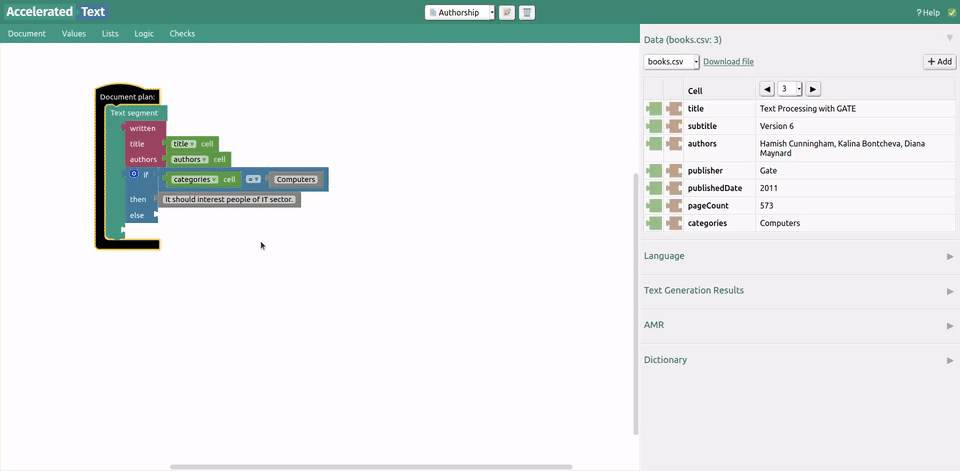 Accelerated Text
Authorship
? Help
Document Values Lists Logic Checks
Document plan:
Text segment
written
title title cell
authors authors cell
if categories cell = Computers
then It should interest people of IT sector.
else
Data (books.csv: 3)
books.csv Download file + Add
Cell 3
title Text Processing with GATE
subtitle Version 6
authors Hamish Cunningham, Kalina Bontcheva, Diana
Maynard
publisher Gate
publishedDate 2011
pageCount 573
categories Computers
Language
Text Generation Results
AMR
Dictionary